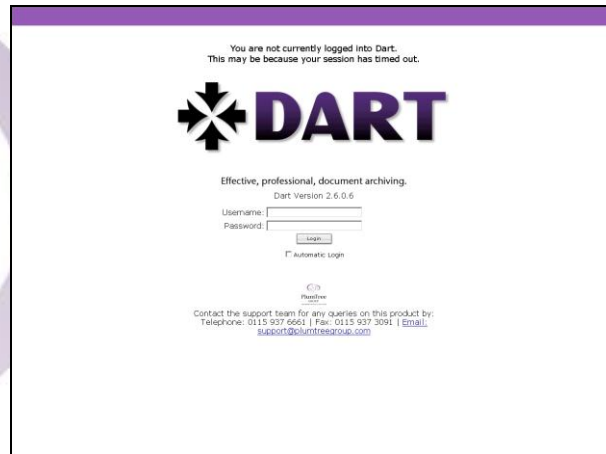 You are not currently logged into Dart.
This may be because your session has timed out.
DART
Effective, professional, document archiving.
Dart Version 2.6.0.6
Username:
Password:
Login
Automatic Login
PlumTree
Contact the support team for any queries on this product by:
Telephone: 0115 937 6661 | Fax: 0115 937 3091 | Email:
support@plumtreegroup.com